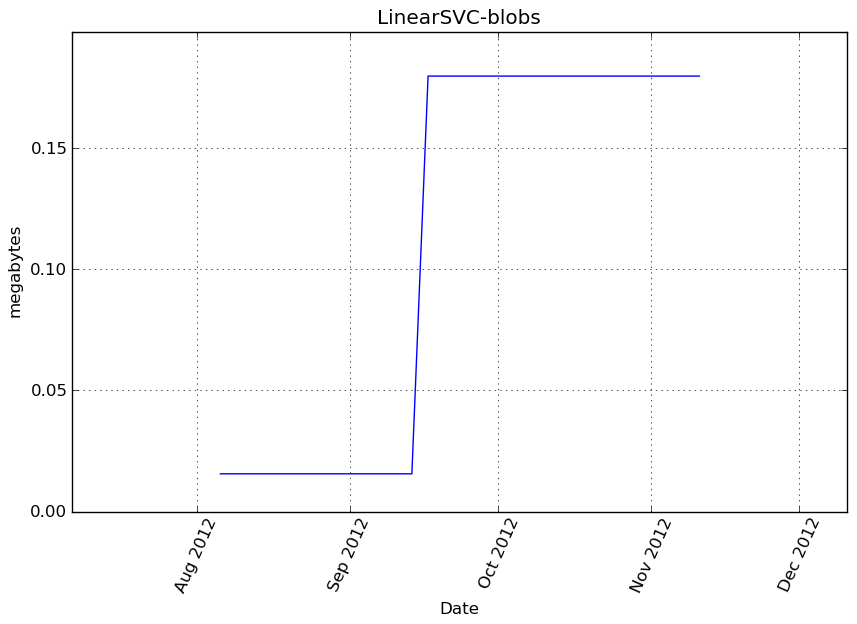 LinearSVC-blobs
megabytes
0.15
0.10
0.05
0.00
Aug 2012
Sep 2012
Oct 2012
Nov 2012
Dec 2012
Date